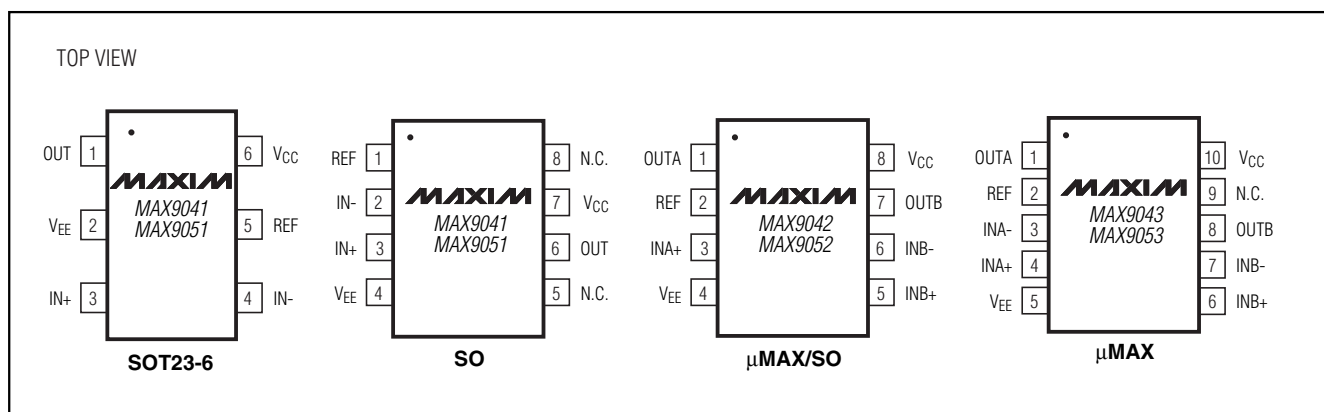 TOP VIEW
OUT 1
VEE 2
IN+ 3
6 VCC
5 REF
4 IN-
MAXIM
MAX9041
MAX9051
SOT23-6
REF 1
IN- 2
IN+ 3
VEE 4
8 N.C.
7 VCC
6 OUT
5 N.C.
MAXIM
MAX9041
MAX9051
SO
OUTA 1
REF 2
INA+ 3
VEE 4
8 VCC
7 OUTB
6 INB-
5 INB+
MAXIM
MAX9042
MAX9052
µMAX/SO
OUTA 1
REF 2
INA- 3
INA+ 4
VEE 5
10 VCC
9 N.C.
8 OUTB
7 INB-
6 INB+
MAXIM
MAX9043
MAX9053
µMAX